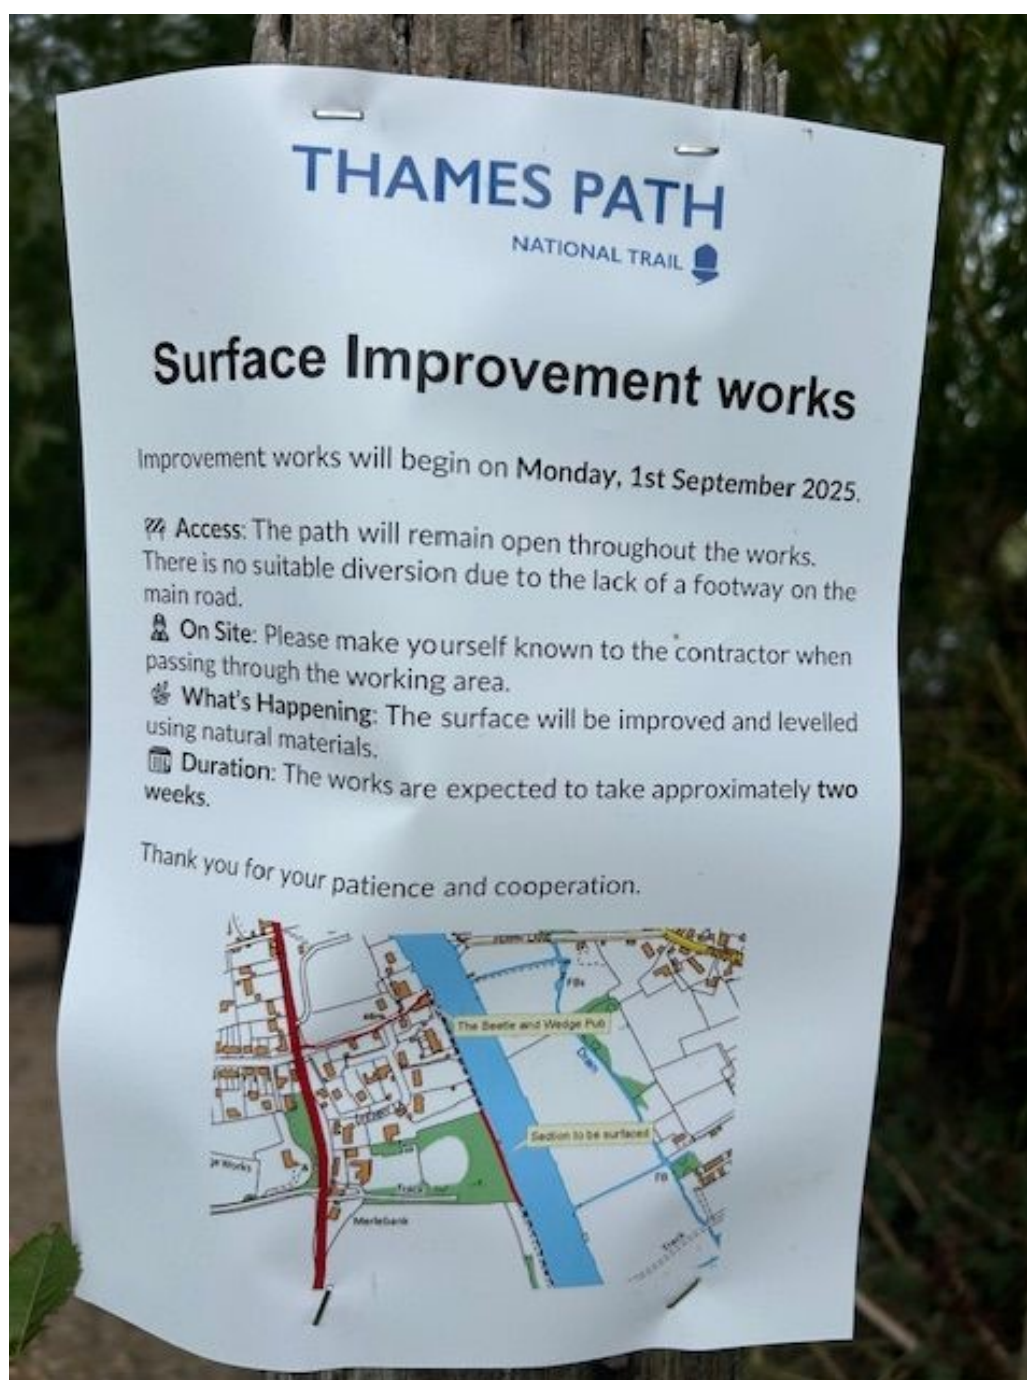 THAMES PATH
NATIONAL TRAIL
Surface Improvement works
Improvement works will begin on Monday, 1st September 2025.
Access: The path will remain open throughout the works.
There is no suitable diversion due to the lack of a footway on the
main road.
On Site: Please make yourself known to the contractor when
passing through the working area.
What's Happening: The surface will be improved and levelled
using natural materials.
Duration: The works are expected to take approximately two
weeks.
Thank you for your patience and cooperation.
FBs
The Beetle and Wedge Pub
Drain
Section to be surfaced
Works
FB
Track
Merlebank
Track